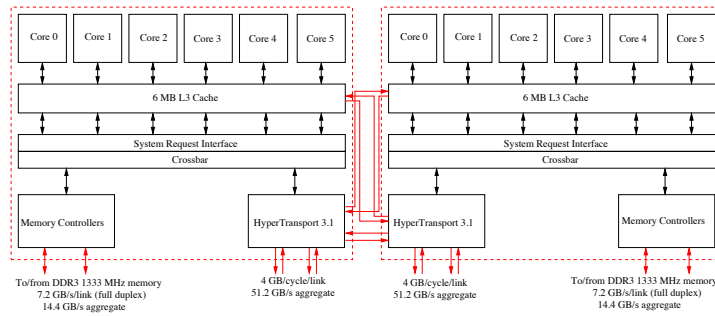 Core 0 Core 1 Core 2 Core 3 Core 4 Core 5 Core 0 Core 1 Core 2 Core 3 Core 4 Core 5
6 MB L3 Cache 6 MB L3 Cache
System Request Interface System Request Interface
Crossbar Crossbar
Memory Controllers HyperTransport 3.1 HyperTransport 3.1 Memory Controllers
To/from DDR3 1333 MHz memory 4 GB/cycle/link 4 GB/cycle/link To/from DDR3 1333 MHz memory
7.2 GB/s/link (full duplex) 51.2 GB/s aggregate 51.2 GB/s aggregate 7.2 GB/s/link (full duplex)
14.4 GB/s aggregate 14.4 GB/s aggregate